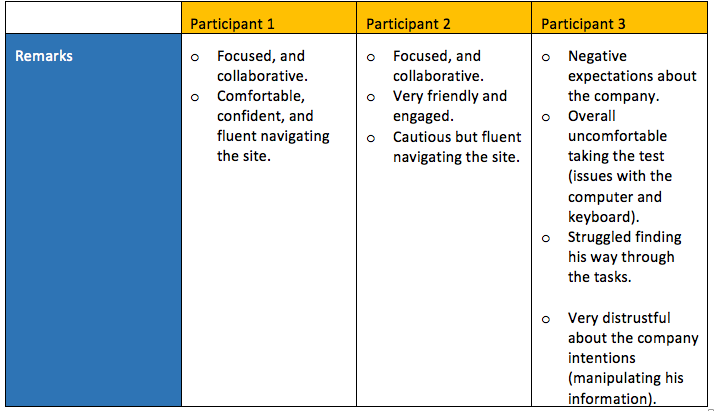 Participant 1
Participant 2
Participant 3
Remarks
o Focused, and
collaborative.
o Comfortable,
confident, and
fluent navigating
the site.
o Focused, and
collaborative.
o Very friendly and
engaged.
o Cautious but fluent
navigating the site.
o Negative
expectations about
the company.
o Overall
uncomfortable
taking the test
(issues with the
computer and
keyboard).
o Struggled finding
his way through
the tasks.
o Very distrustful
about the company
intentions
(manipulating his
information).